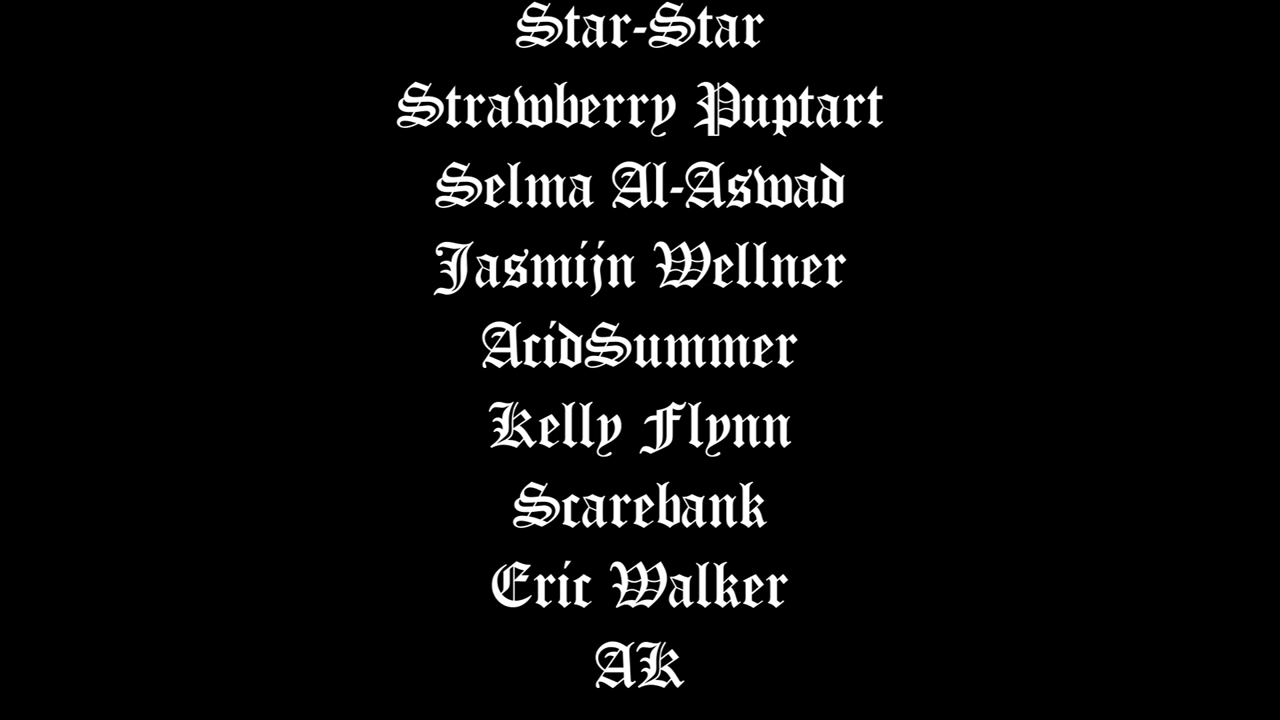 Star-Star
Strawberry Puptart
Selma Al-Aswad
Jasmijn Wellner
AcidSummer
Kelly Flynn
Scarebank
Eric Walker
AK